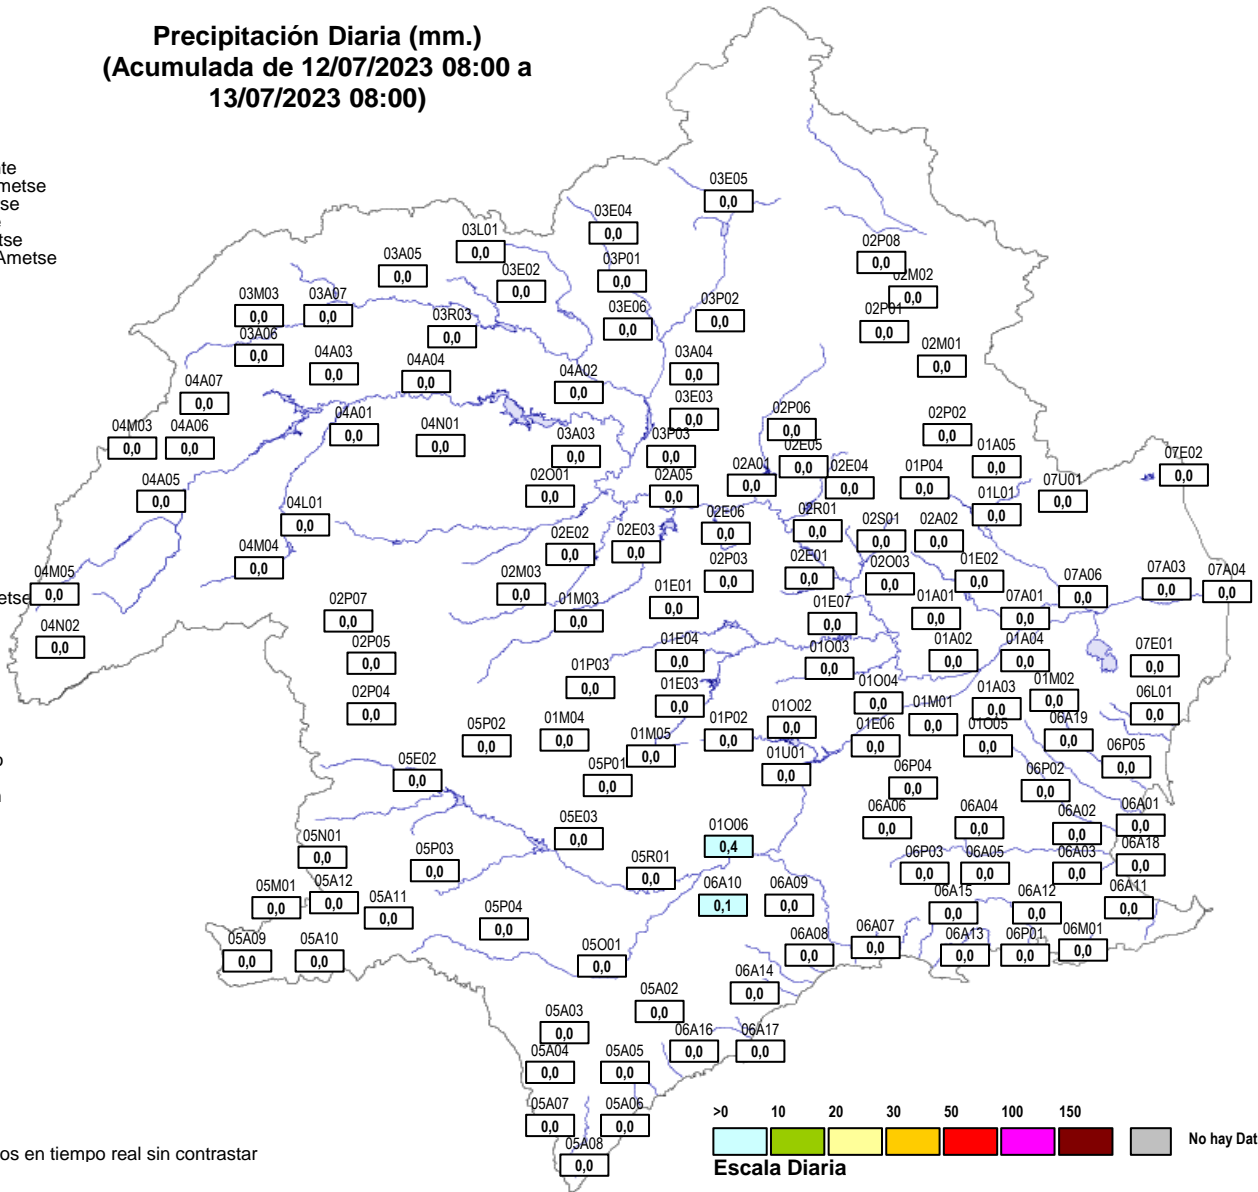 Precipitación Diaria (mm.)
(Acumulada de 12/07/2023 08:00 a
13/07/2023 08:00)
03E05
0,0
03E04
0,0
03L01
0,0
03A05
0,0
03E02
0,0
03P01
0,0
02P08
0,0
02M02
0,0
03M03
0,0
03A07
0,0
03R03
0,0
03E06
0,0
03P02
0,0
02P01
0,0
03A06
0,0
04A03
0,0
04A04
0,0
04A02
0,0
03A04
0,0
02M01
0,0
04A07
0,0
03E03
0,0
04M03
0,0
04A06
0,0
04A01
0,0
04N01
0,0
03A03
0,0
03P03
0,0
02P06
0,0
02E05
0,0
02P02
0,0
01A05
0,0
07E02
0,0
04A05
0,0
02O01
0,0
02A05
0,0
02A01
0,0
02E04
0,0
01P04
0,0
01L01
0,0
07U01
0,0
04L01
0,0
02E02
0,0
02E03
0,0
02E06
0,0
02R01
0,0
02S01
0,0
02A02
0,0
04M04
0,0
04M05
0,0
02M03
0,0
01M03
0,0
01E01
0,0
02P03
0,0
02E01
0,0
02O03
0,0
01E02
0,0
07A06
0,0
07A03
0,0
07A04
0,0
04N02
0,0
02P07
0,0
02P05
0,0
02P04
0,0
01E07
0,0
01A01
0,0
07A01
0,0
01E04
0,0
01O03
0,0
01A02
0,0
01A04
0,0
07E01
0,0
01P03
0,0
01E03
0,0
01O04
0,0
01M01
0,0
01A03
0,0
01M02
0,0
06L01
0,0
05P02
0,0
01M04
0,0
01M05
0,0
01P02
0,0
01O02
0,0
01E06
0,0
01O05
0,0
06A19
0,0
06P05
0,0
05E02
0,0
05P01
0,0
01U01
0,0
06P04
0,0
06P02
0,0
05E03
0,0
01O06
0,4
06A06
0,0
06A04
0,0
06A02
0,0
06A01
0,0
05N01
0,0
05P03
0,0
05R01
0,0
06P03
0,0
06A05
0,0
06A03
0,0
06A18
0,0
05M01
0,0
05A12
0,0
05A11
0,0
05P04
0,0
06A10
0,1
06A09
0,0
06A15
0,0
06A12
0,0
06A11
0,0
05A09
0,0
05A10
0,0
05O01
0,0
06A08
0,0
06A07
0,0
06A13
0,0
06P01
0,0
06M01
0,0
06A14
0,0
05A02
0,0
05A03
0,0
06A16
0,0
06A17
0,0
05A04
0,0
05A05
0,0
05A07
0,0
05A06
0,0
05A08
0,0
>0 10 20 30 50 100 150
No hay Dat
Escala Diaria
os en tiempo real sin contrastar